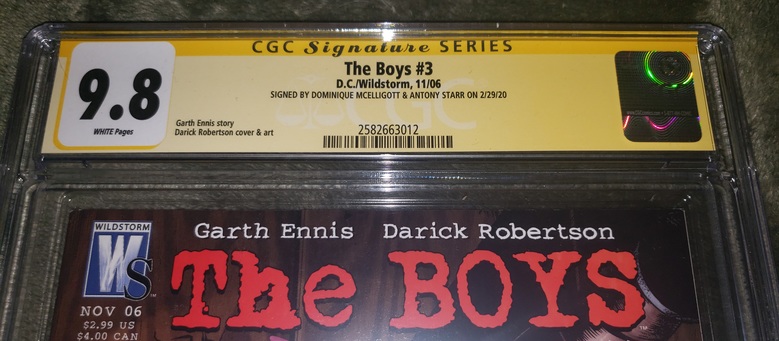 CGC Signature SERIES
9.8
WHITE Pages
The Boys #3
D.C./Wildstorm, 11/06
SIGNED BY DOMINIQUE MCELLIGOTT & ANTONY STARR ON 2/29/20
Garth Ennis story
Darick Robertson cover & art
2582663012
WILDSTORM
WS
Garth Ennis Darick Robertson
The BOYS
NOV 06
$2.99 US
$4.00 CAN